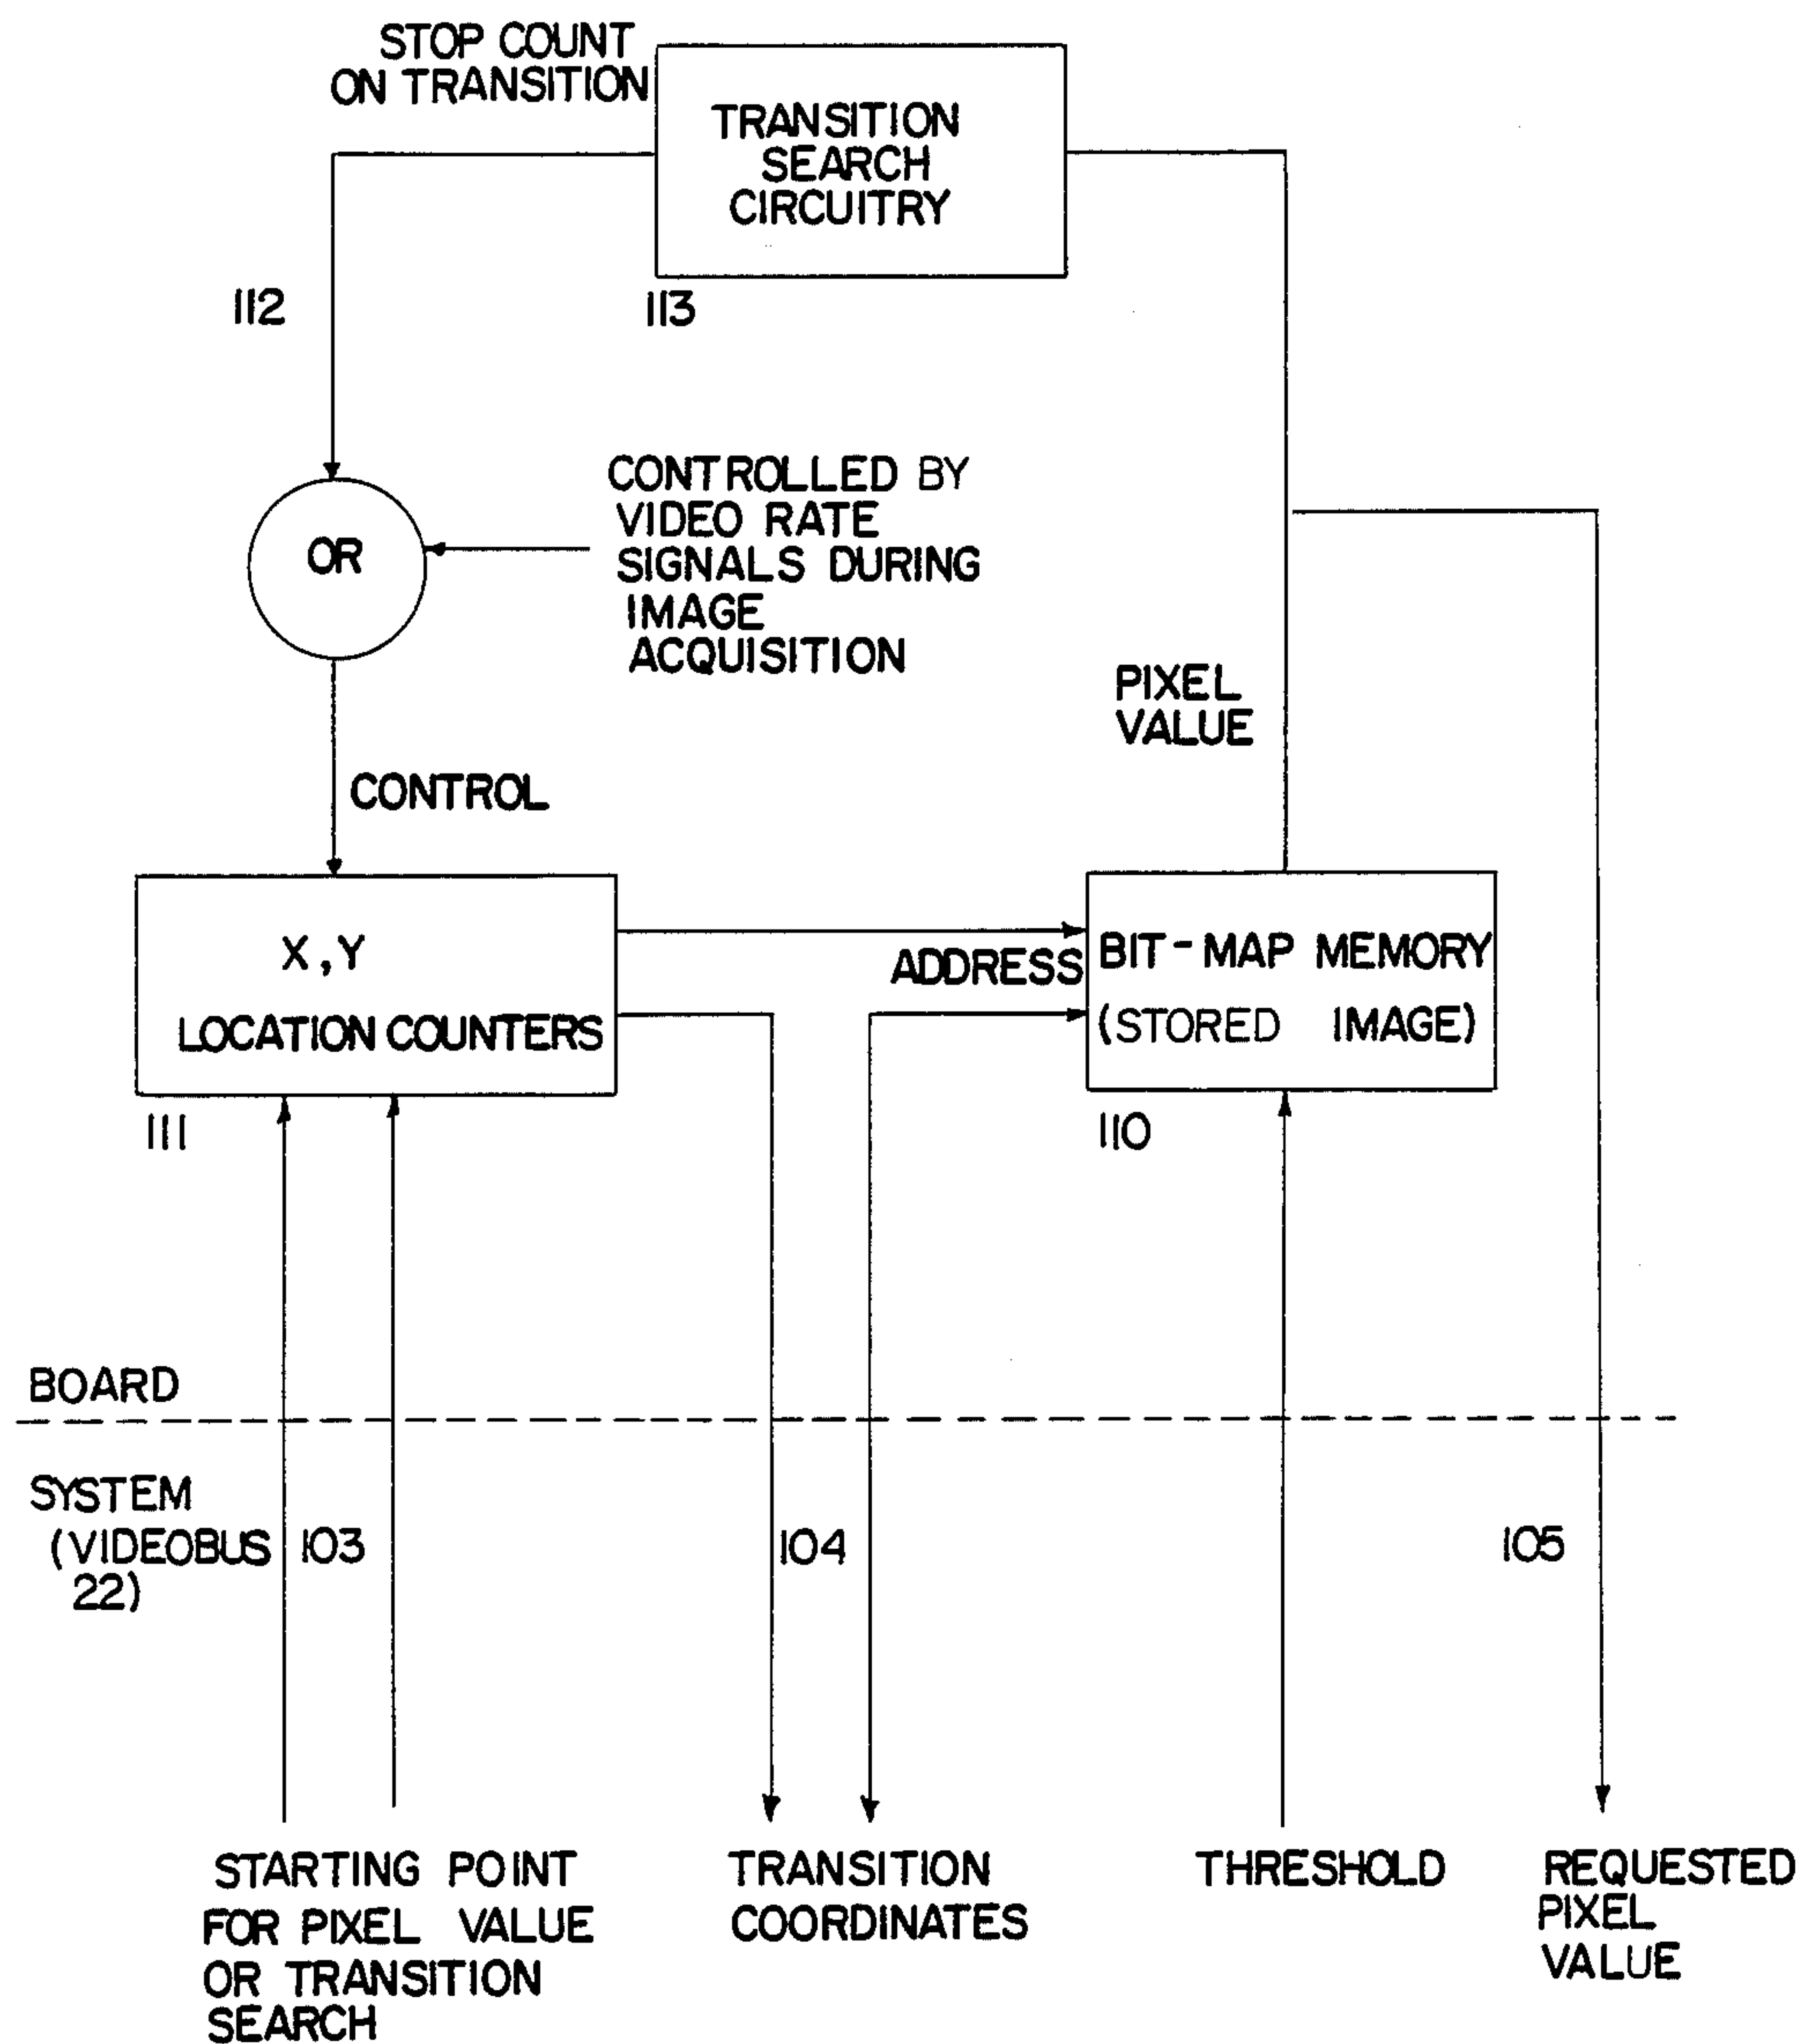 STOP COUNT
ON TRANSITION
TRANSITION
SEARCH
CIRCUITRY
112
113
CONTROLLED BY
VIDEO RATE
SIGNALS DURING
IMAGE
ACQUISITION
OR
PIXEL
VALUE
CONTROL
X,Y
LOCATION COUNTERS
ADDRESS
BIT-MAP MEMORY
(STORED IMAGE)
111
110
BOARD
SYSTEM
(VIDEOBUS
22)
103
104
105
STARTING POINT
FOR PIXEL VALUE
OR TRANSITION
SEARCH
TRANSITION
COORDINATES
THRESHOLD
REQUESTED
PIXEL
VALUE